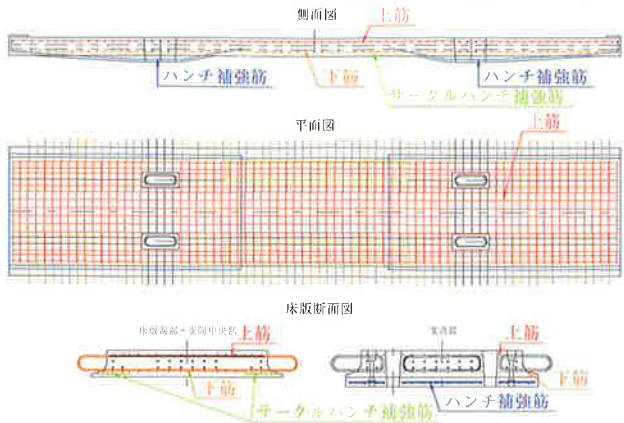 側面図
上筋
ハンチ補強筋
下筋
ハンチ補強筋
サークルハンチ補強筋
平面図
上筋
床版断面図
床版端部・支間中央部
支点部
上筋
上筋
下筋
下筋
サークルハンチ補強筋
ハンチ補強筋